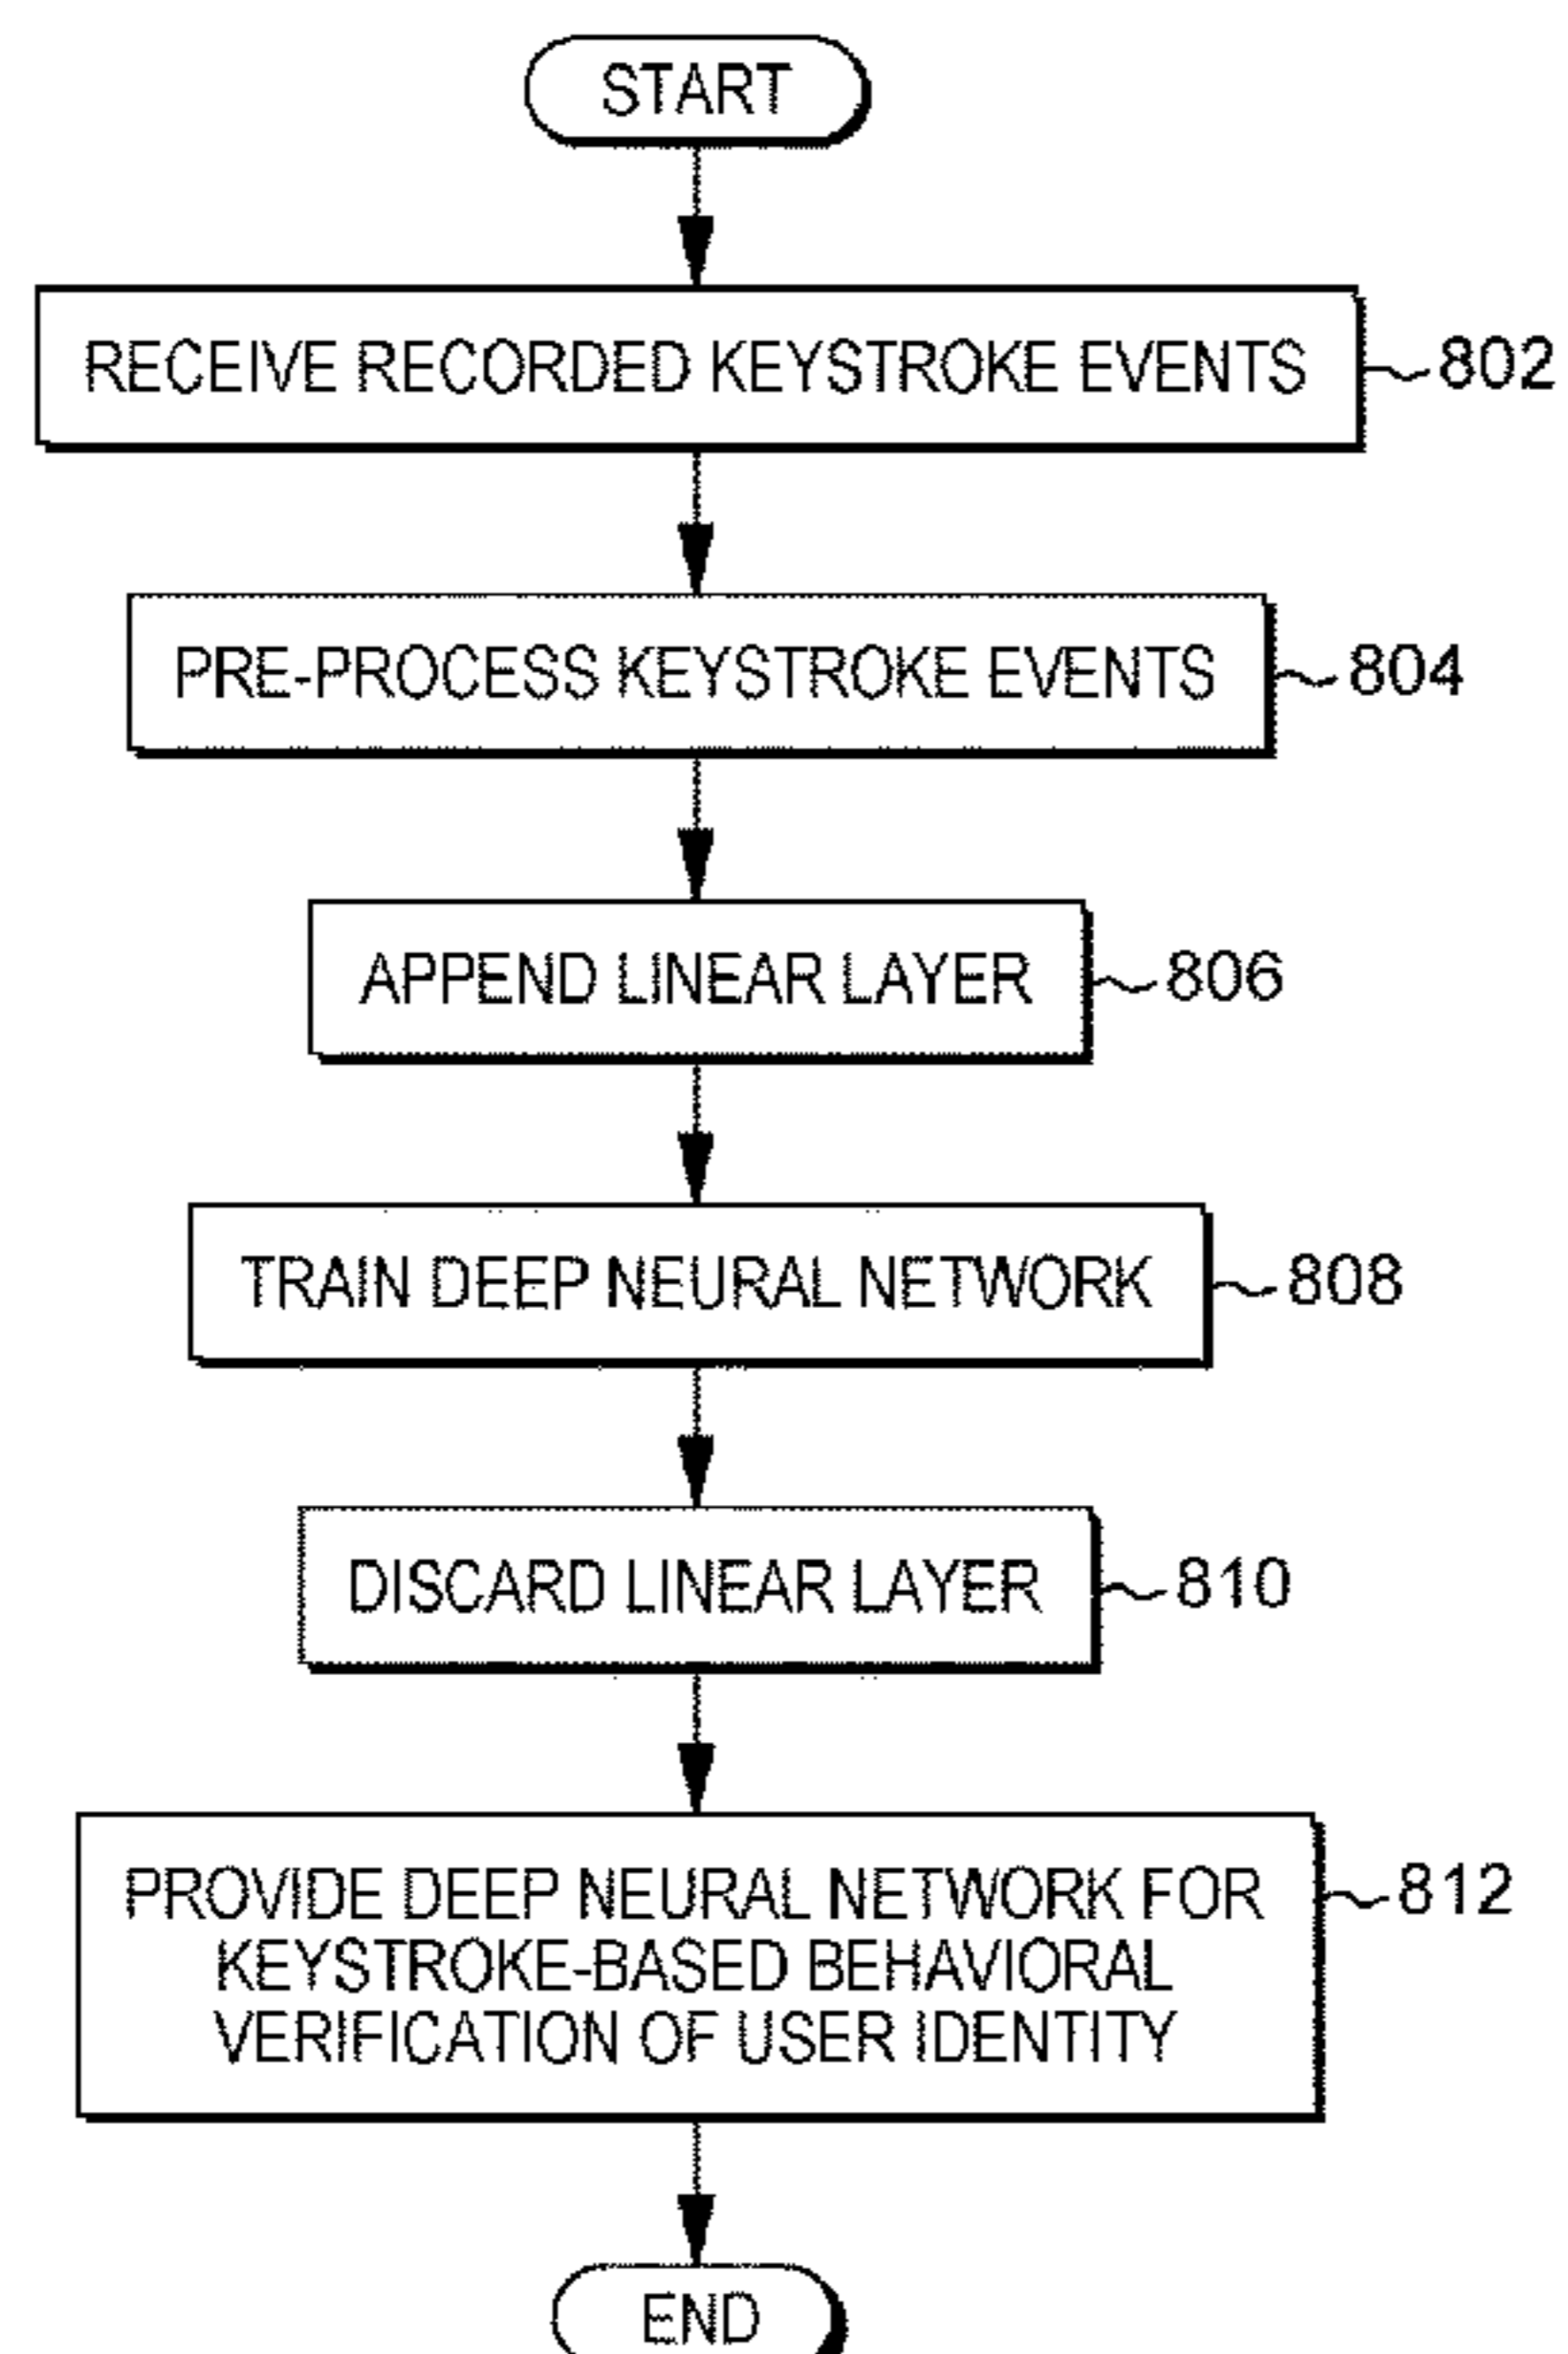 START
RECEIVE RECORDED KEYSTROKE EVENTS
802
PRE-PROCESS KEYSTROKE EVENTS
804
APPEND LINEAR LAYER
806
TRAIN DEEP NEURAL NETWORK
808
DISCARD LINEAR LAYER
810
PROVIDE DEEP NEURAL NETWORK FOR
KEYSTROKE-BASED BEHAVIORAL
VERIFICATION OF USER IDENTITY
812
END